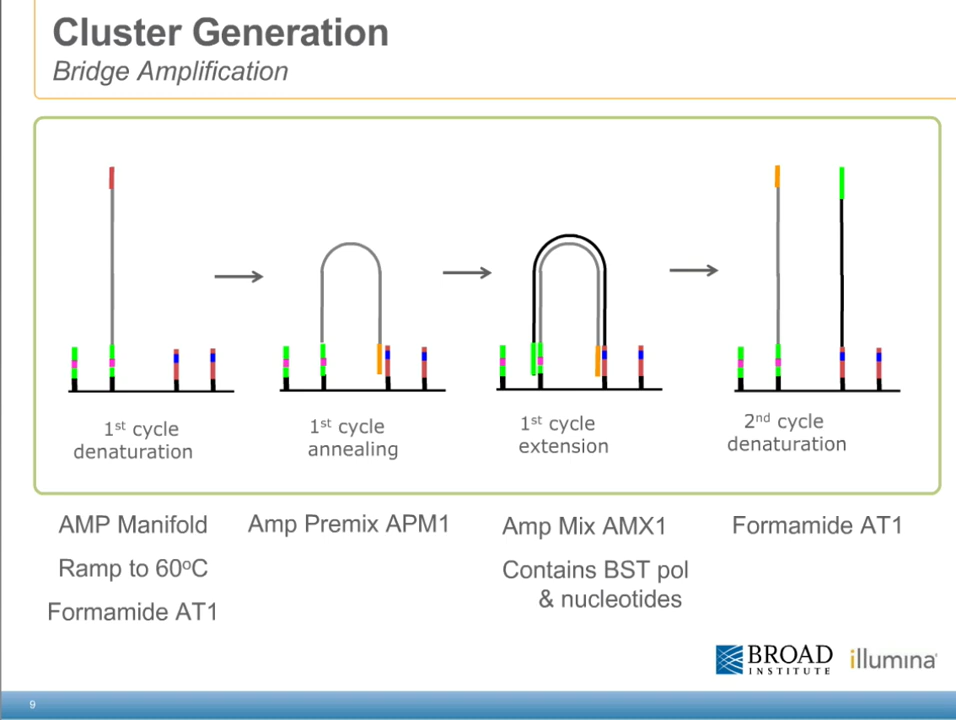 Cluster Generation
Bridge Amplification
1st cycle
denaturation
1st cycle
annealing
1st cycle
extension
2nd cycle
denaturation
AMP Manifold
Ramp to 60oC
Formamide AT1
Amp Premix APM1
Amp Mix AMX1
Contains BST pol
& nucleotides
Formamide AT1
BROAD
INSTITUTE
illumina
9